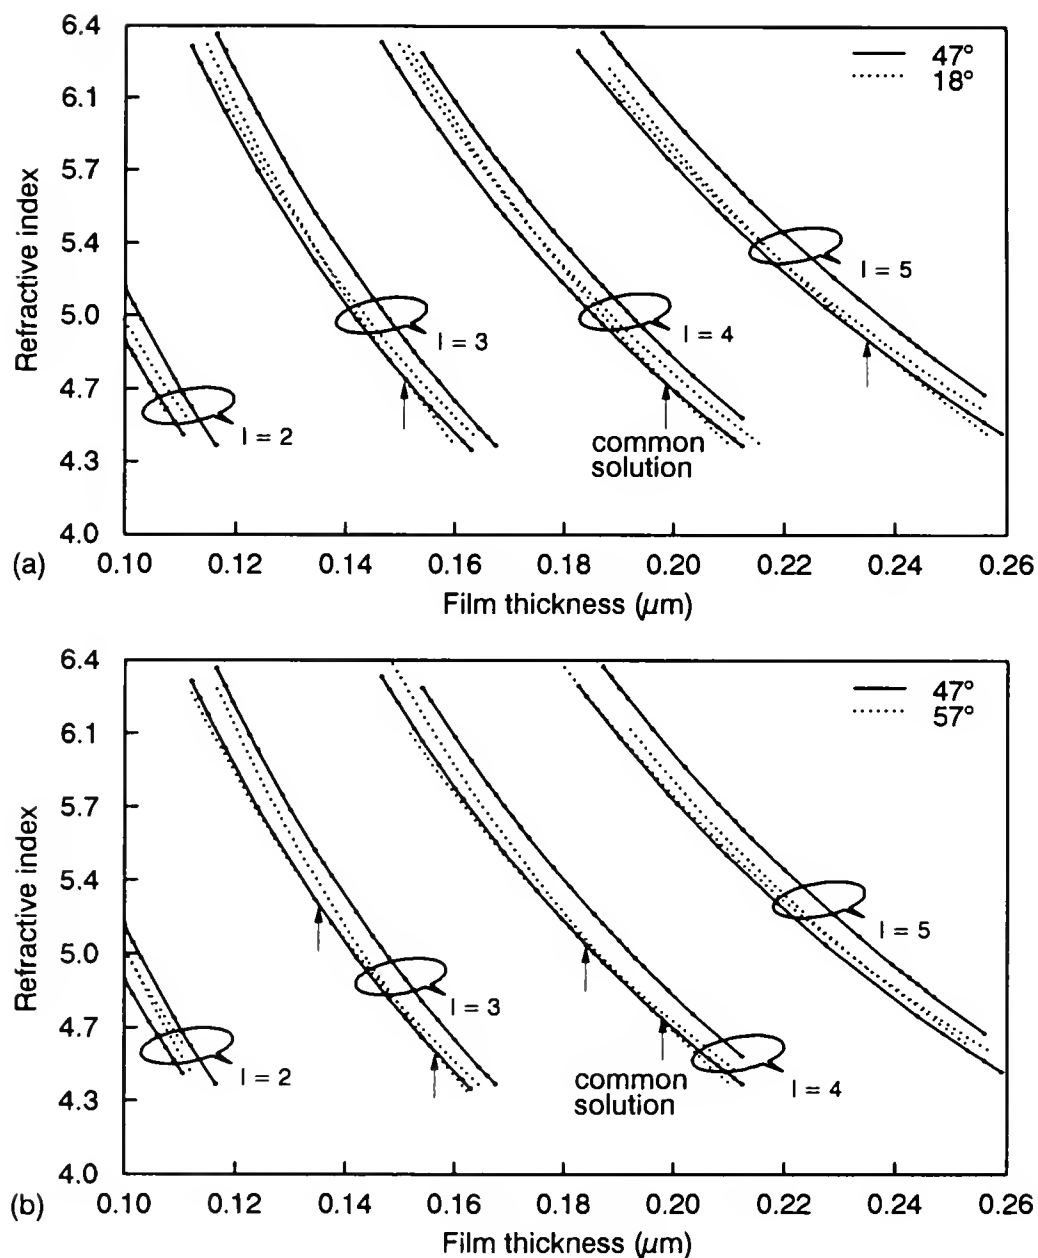 6.4
6.1
5.7
5.4
5.0
4.7
4.3
4.0
Refractive index
47°
18°
l = 5
l = 3
l = 4
l = 2
common
solution
(a)
0.10 0.12 0.14 0.16 0.18 0.20 0.22 0.24 0.26
Film thickness (μm)
6.4
6.1
5.7
5.4
5.0
4.7
4.3
4.0
Refractive index
47°
57°
l = 5
l = 3
l = 2
l = 4
common
solution
(b)
0.10 0.12 0.14 0.16 0.18 0.20 0.22 0.24 0.26
Film thickness (μm)